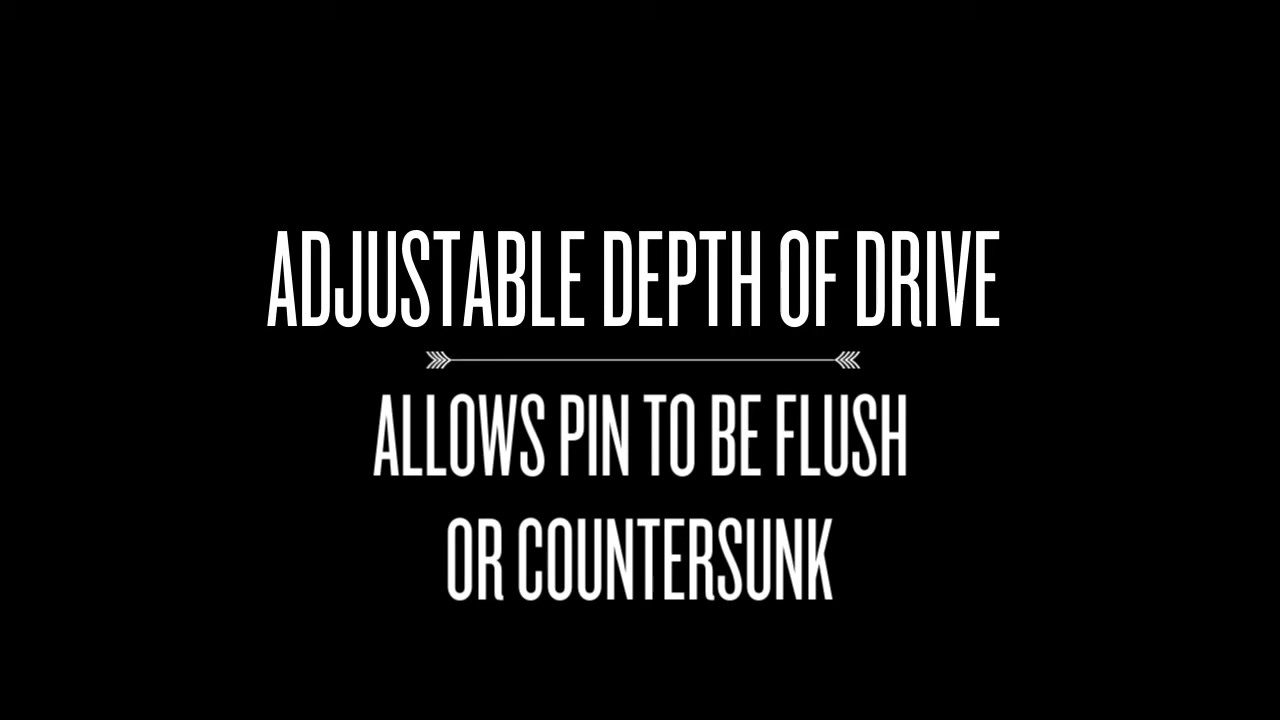 ADJUSTABLE DEPTH OF DRIVE
ALLOWS PIN TO BE FLUSH
OR COUNTERSUNK